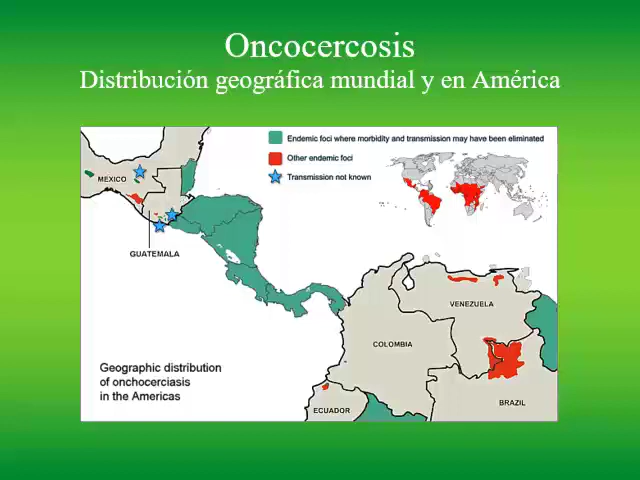 Oncocercosis
Distribución geográfica mundial y en América
Endemic foci where morbidity and transmission may have been eliminated
Other endemic foci
Transmission not known
MEXICO
GUATEMALA
VENEZUELA
COLOMBIA
Geographic distribution
of onchocerciasis
in the Americas
ECUADOR
BRAZIL